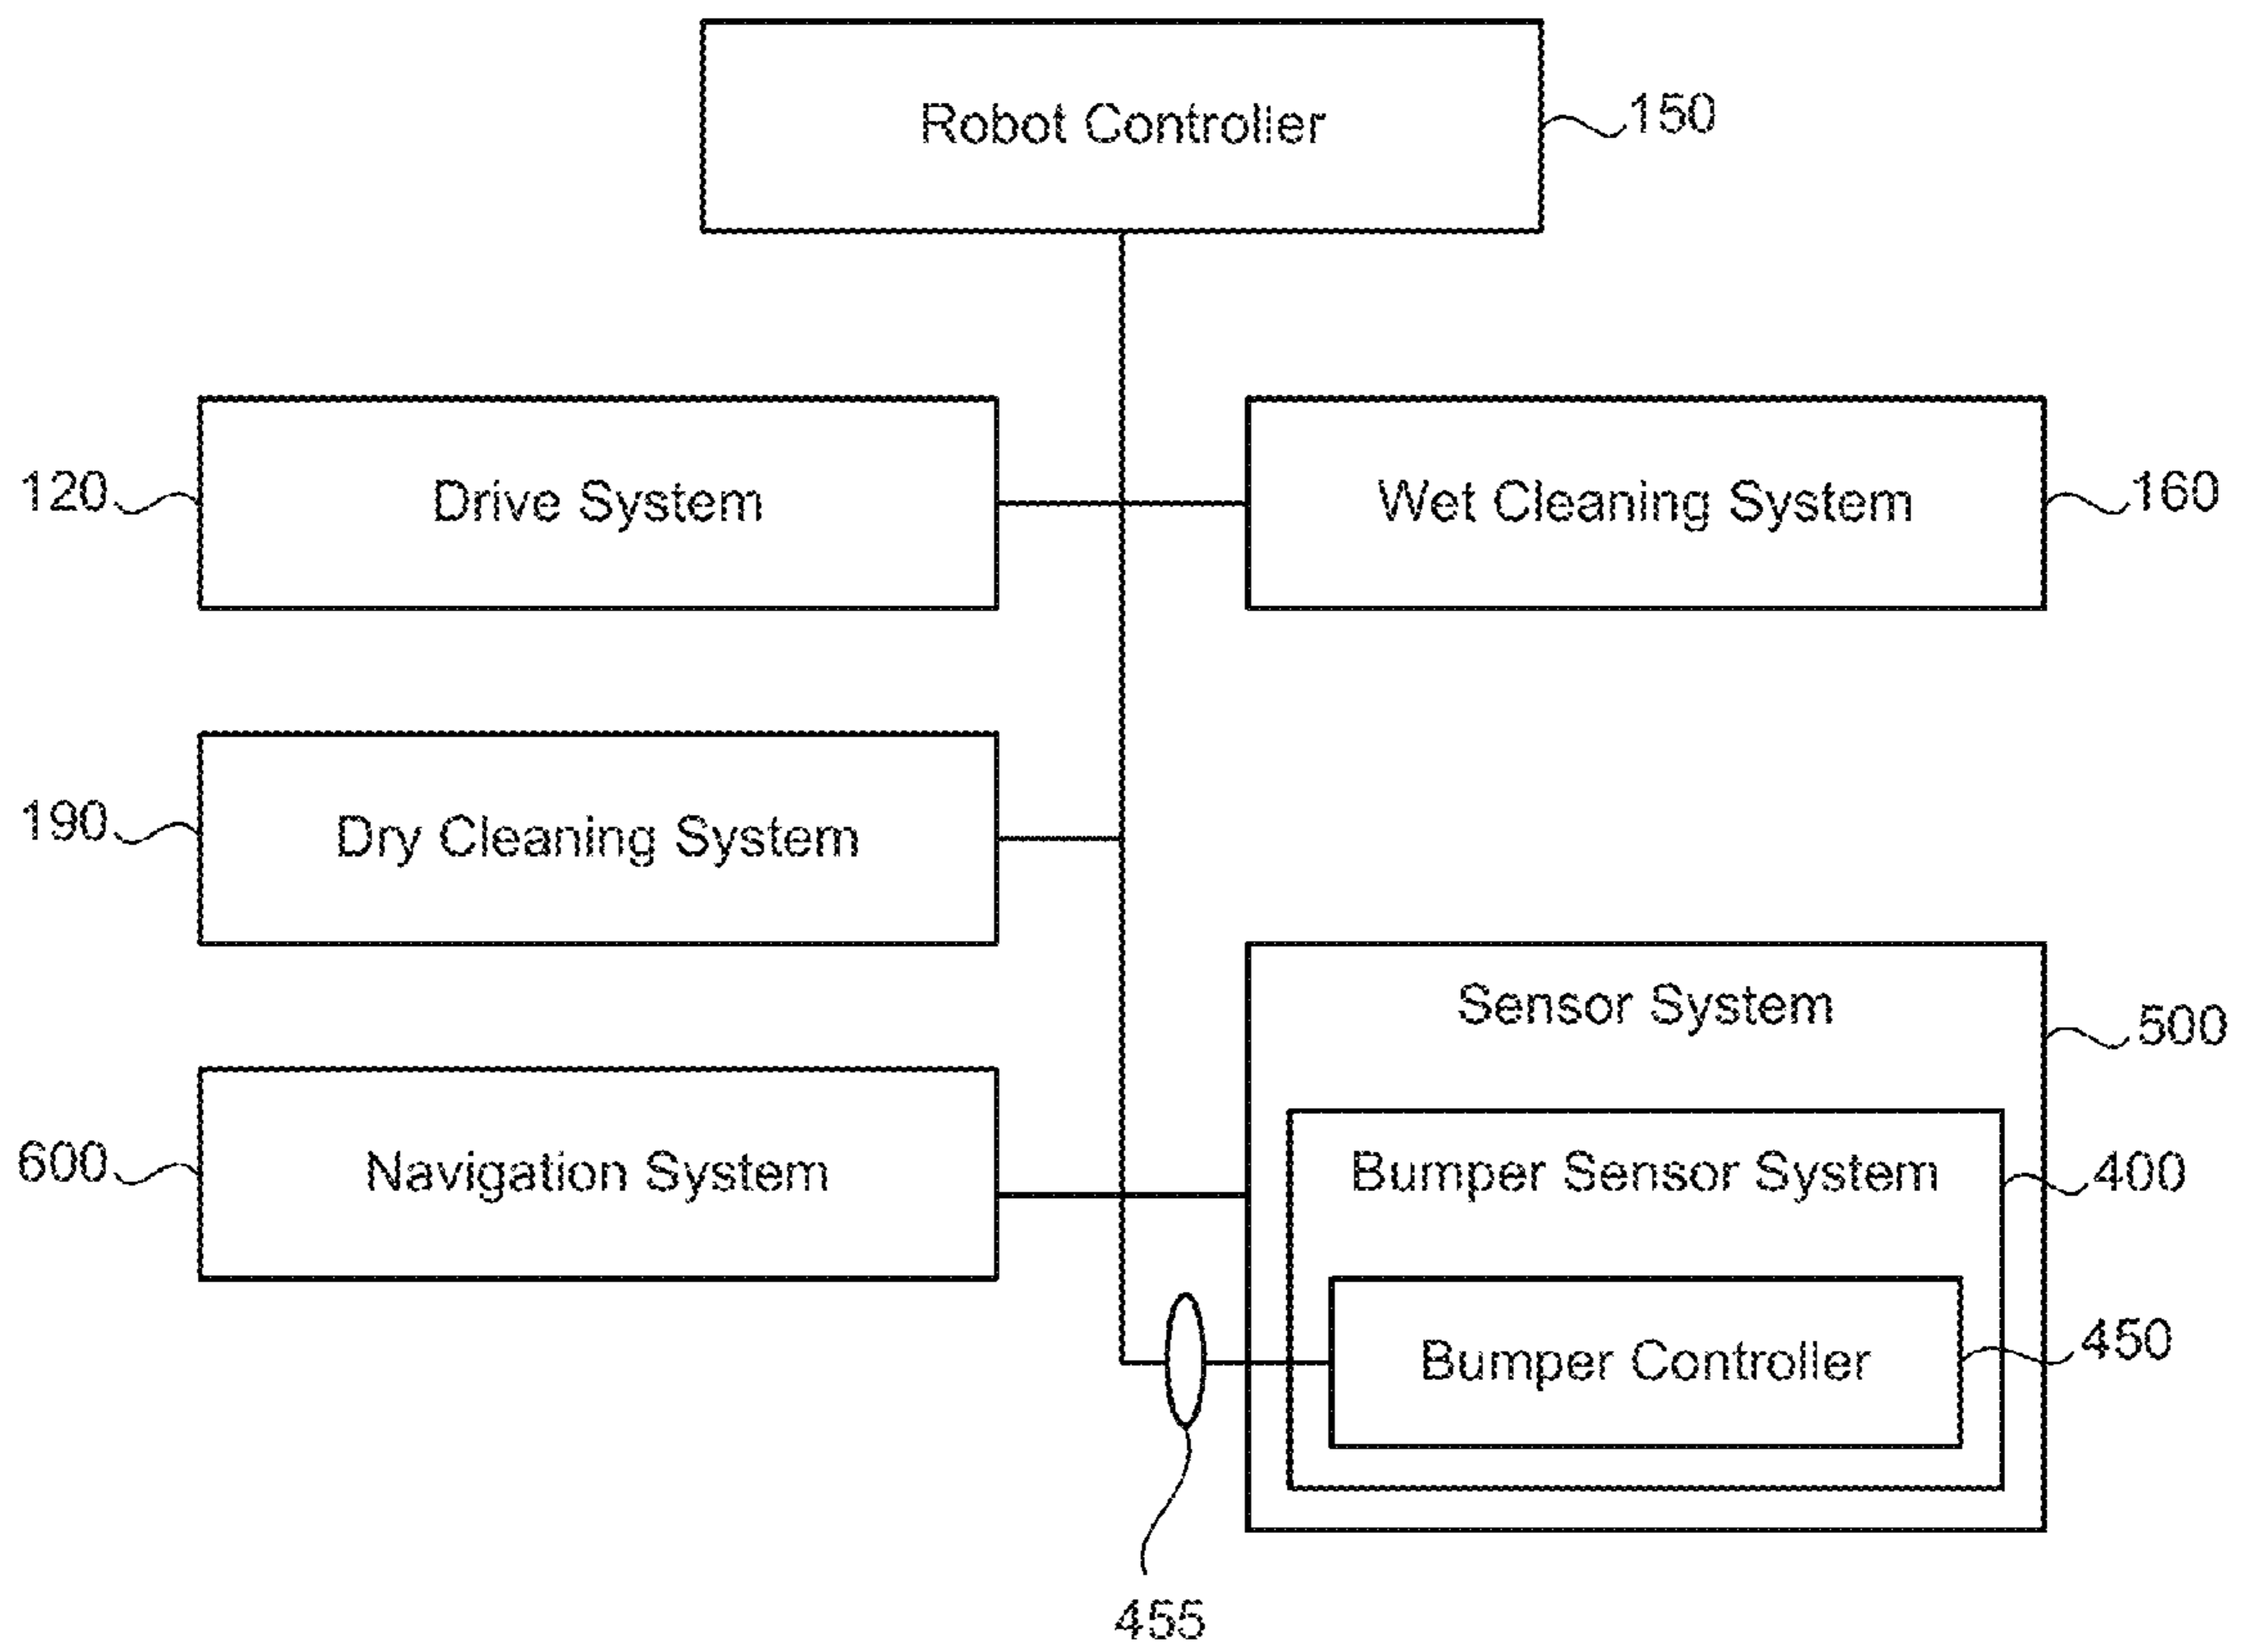 Robot Controller
150
120
Drive System
Wet Cleaning System
160
190
Dry Cleaning System
Sensor System
500
600
Navigation System
Bumper Sensor System
400
Bumper Controller
450
455